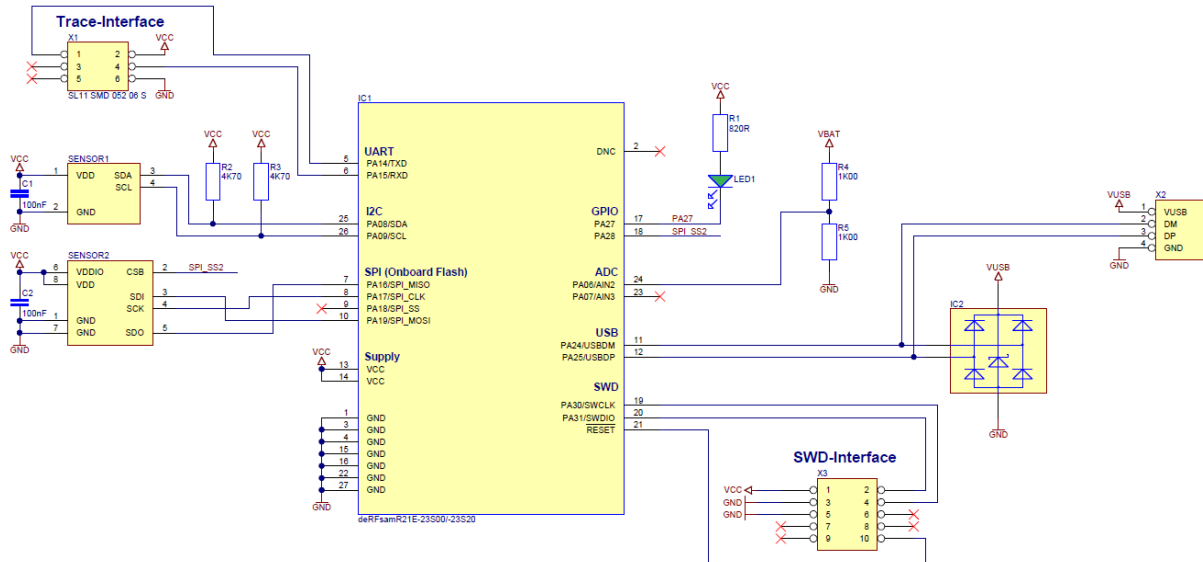 Trace-Interface
X1
VCC
1 2
3 4
5 6
GND
SL11 SMD 052 06 S
IC1
UART
5 PA14/TXD
6 PA15/RXD
DNC 2
VCC
R1
820R
LED1
VBAT
R4
1K00
R5
1K00
GND
VCC
SENSOR1
C1
100nF
1 VDD SDA 3
SCL 4
2 GND
GND
VCC
R2
4K70
VCC
R3
4K70
I2C
25 PA08/SDA
26 PA09/SCL
GPIO
PA27 17 PA27
PA28 18 SPI_SS2
VCC
SENSOR2
C2
100nF
6 VDDIO CSB 2 SPI_SS2
8 VDD
SDI 3
SCK 4
1 GND
7 GND SDO 5
GND
SPI (Onboard Flash)
7 PA16/SPI_MISO
8 PA17/SPI_CLK
9 PA18/SPI_SS
10 PA19/SPI_MOSI
ADC
PA06/AIN2 24
PA07/AIN3 23
USB
PA24/USBDM 11
PA25/USBDP 12
VCC
Supply
13 VCC
14 VCC
SWD
PA30/SWCLK 19
PA31/SWDIO 20
RESET 21
1 GND
3 GND
4 GND
15 GND
16 GND
22 GND
27 GND
GND
deRFsamR21E-23S00/-23S20
X2
VUSB
1 VUSB
2 DM
3 DP
4 GND
GND
VUSB
IC2
GND
SWD-Interface
X3
VCC 1 2
GND 3 4
GND 5 6
7 8
9 10